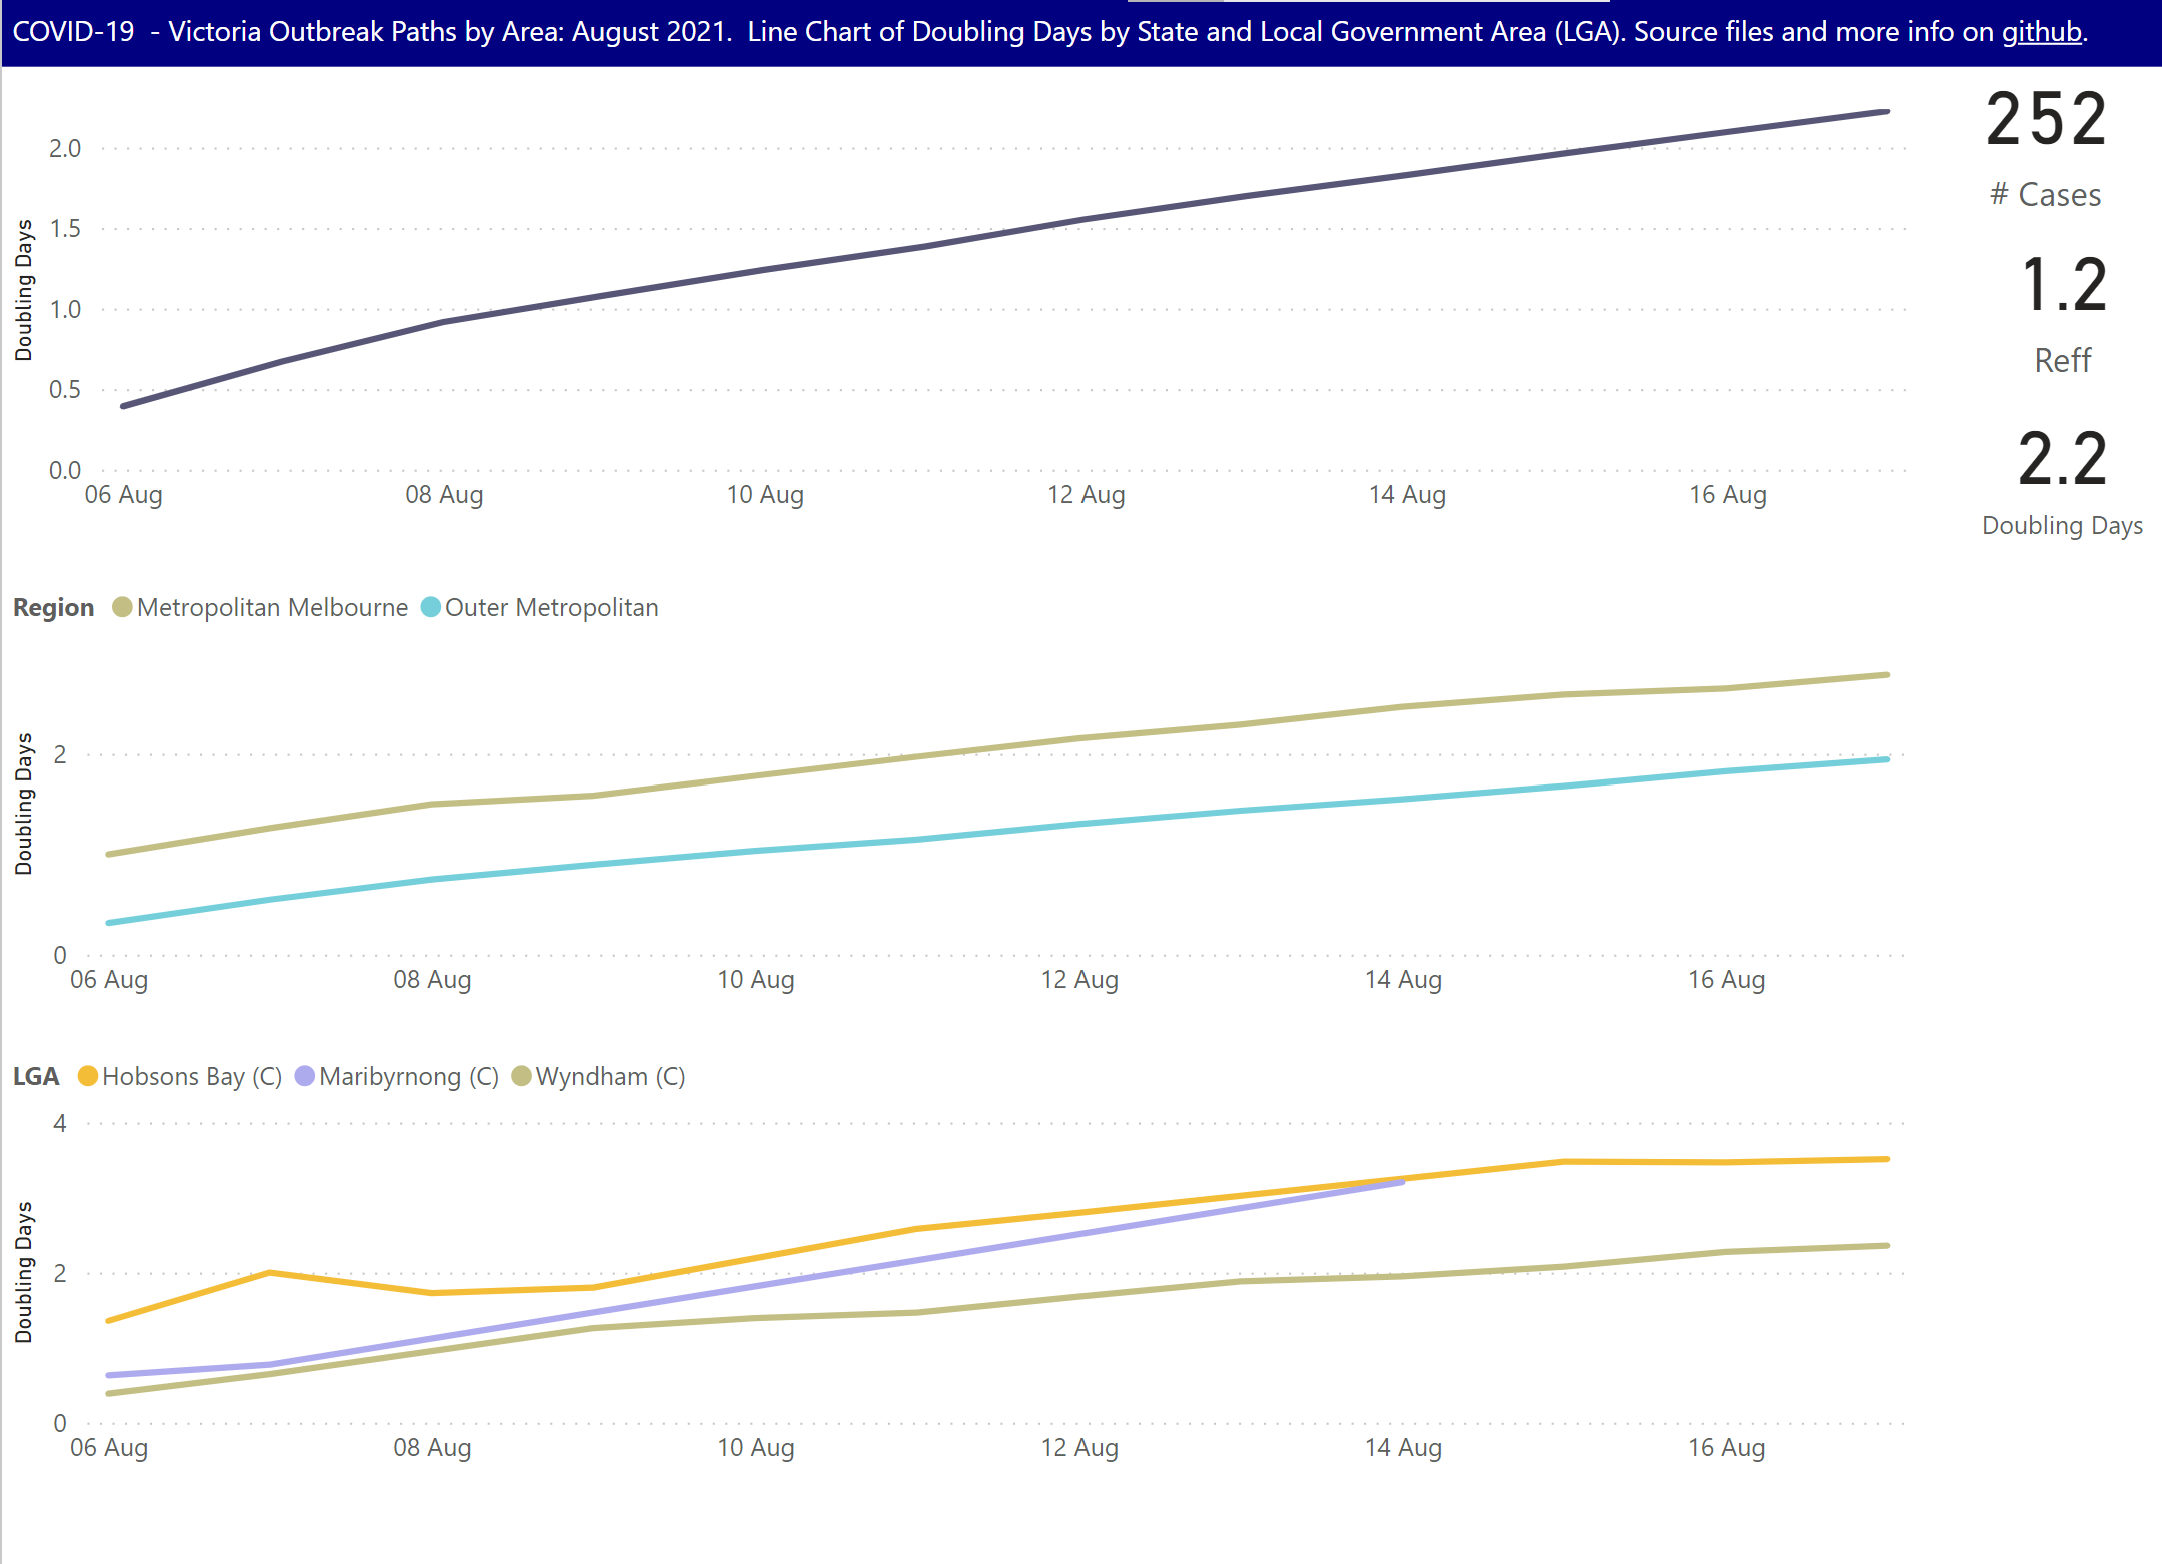 COVID-19  - Victoria Outbreak Paths by Area: August 2021.  Line Chart of Doubling Days by State and Local Government Area (LGA). Source files and more info on github.
252
# Cases
1.2
Reff
2.2
Doubling Days
Doubling Days
2.0
1.5
1.0
0.5
0.0
06 Aug 08 Aug 10 Aug 12 Aug 14 Aug 16 Aug
Region Metropolitan Melbourne Outer Metropolitan
Doubling Days
2
0
06 Aug 08 Aug 10 Aug 12 Aug 14 Aug 16 Aug
LGA Hobsons Bay (C) Maribyrnong (C) Wyndham (C)
Doubling Days
4
2
0
06 Aug 08 Aug 10 Aug 12 Aug 14 Aug 16 Aug